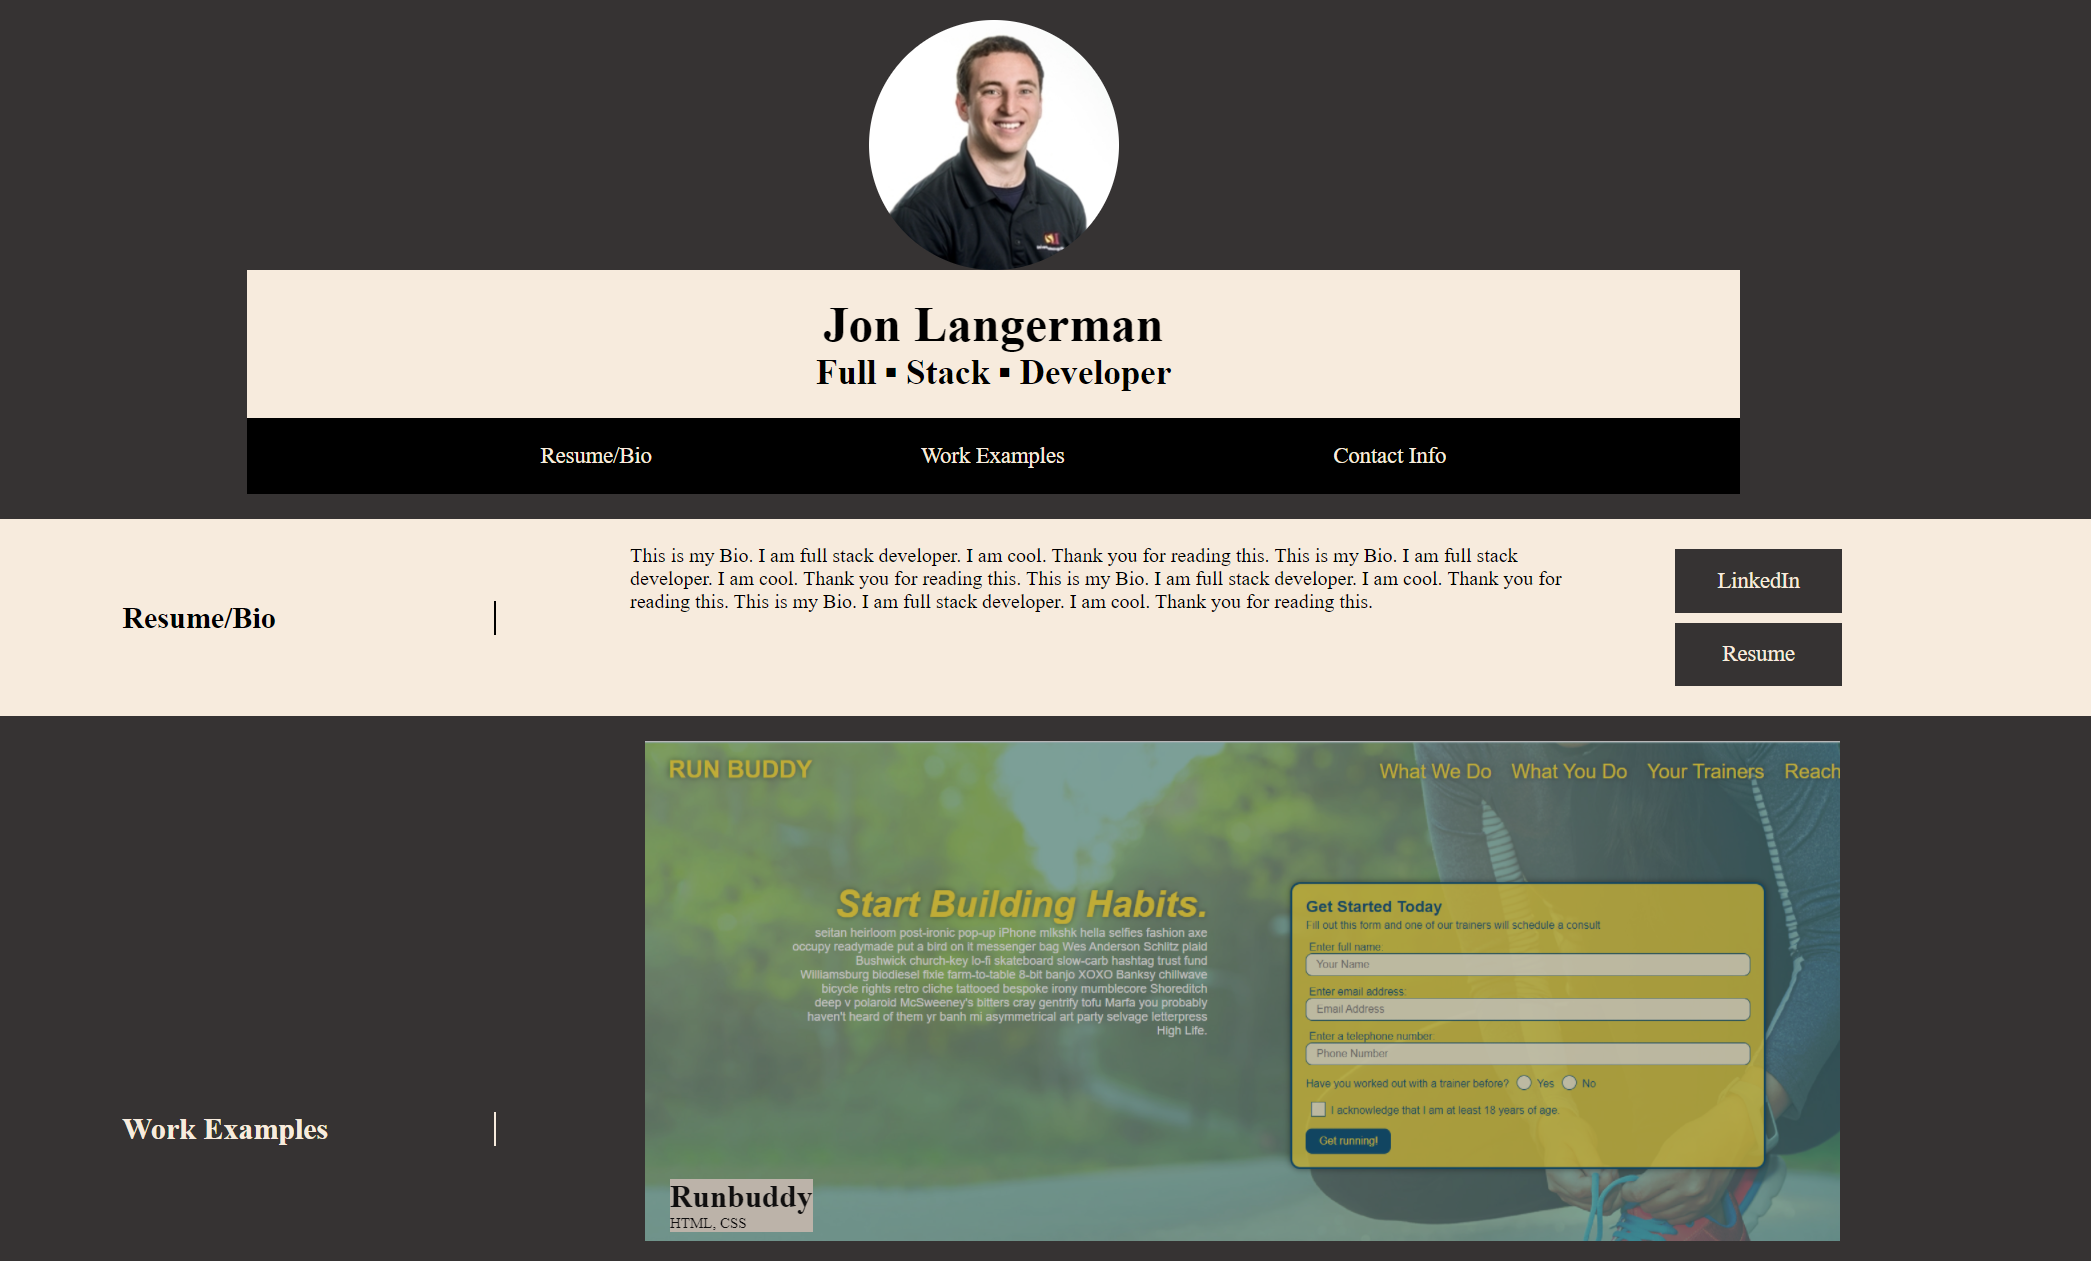 Jon Langerman
Full ▪ Stack ▪ Developer
Resume/Bio
Work Examples
Contact Info
Resume/Bio
This is my Bio. I am full stack developer. I am cool. Thank you for reading this. This is my Bio. I am full stack
developer. I am cool. Thank you for reading this. This is my Bio. I am full stack developer. I am cool. Thank you for
reading this. This is my Bio. I am full stack developer. I am cool. Thank you for reading this.
LinkedIn
Resume
Work Examples
RUN BUDDY
What We Do
What You Do
Your Trainers
Reach
Start Building Habits.
seitan heirloom post-ironic pop-up iPhone mlkshk hella selfies fashion axe
occupy readymade put a bird on it messenger bag Wes Anderson Schlitz plaid
Bushwick church-key lo-fi skateboard slow-carb hashtag trust fund
Williamsburg biodiesel fixie farm-to-table 8-bit banjo XOXO Banksy chillwave
bicycle rights retro cliche tattooed bespoke irony mumblecore Shoreditch
deep v polaroid McSweeney's bitters cray gentrify tofu Marfa you probably
haven't heard of them yr banh mi asymmetrical art party selvage letterpress
High Life.
Get Started Today
Fill out this form and one of our trainers will schedule a consult
Enter full name:
Your Name
Enter email address:
Email Address
Enter a telephone number:
Phone Number
Have you worked out with a trainer before? Yes No
I acknowledge that I am at least 18 years of age.
Get running!
Runbuddy
HTML, CSS